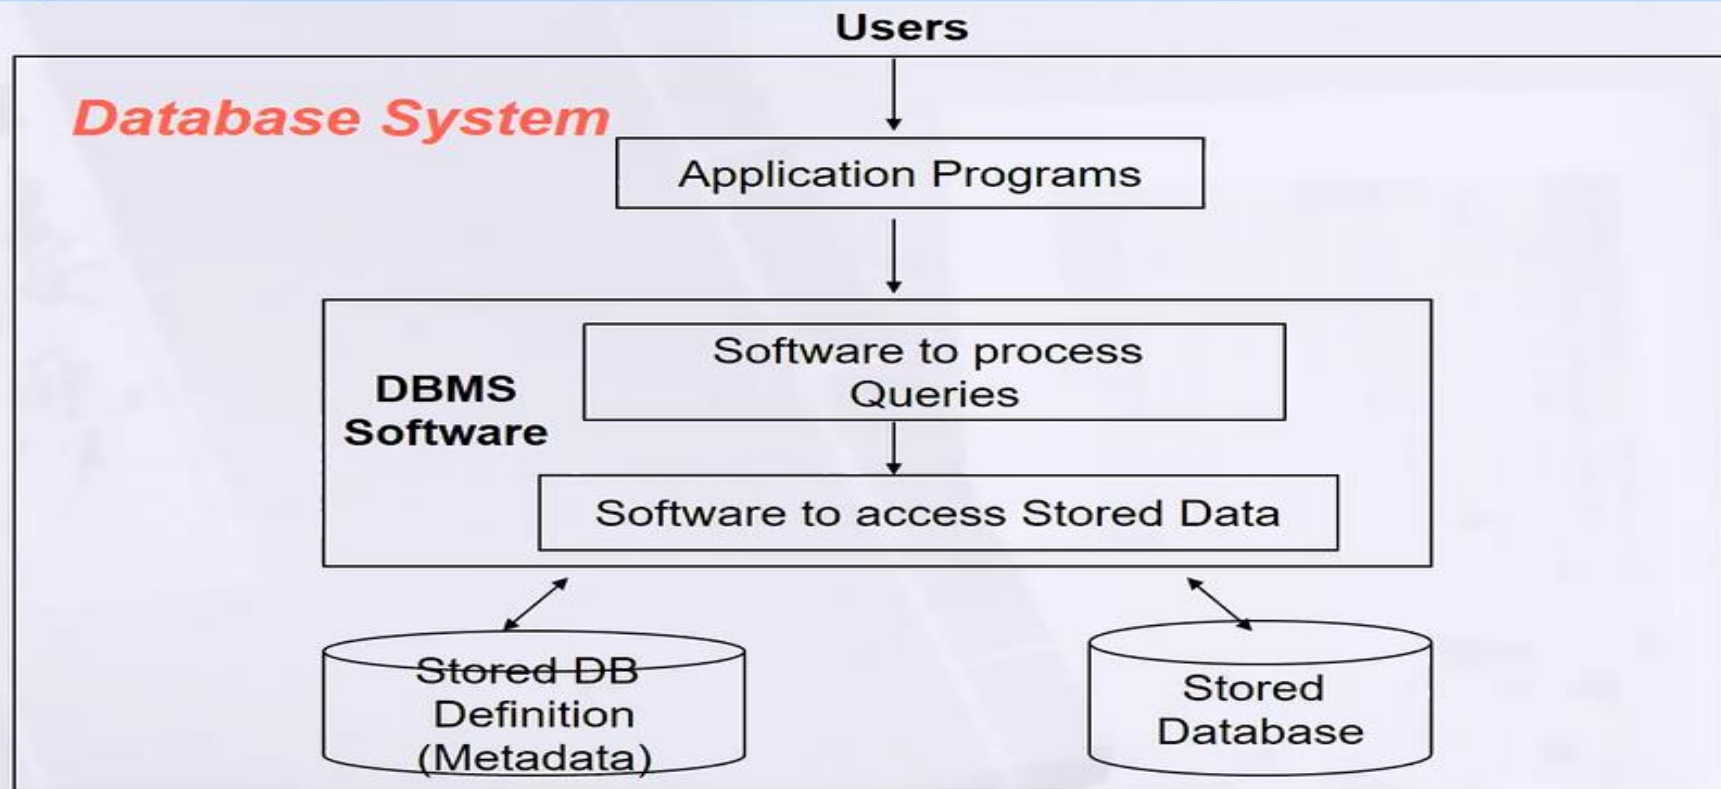 Users
Database System
Application Programs
Software to process
Queries
DBMS
Software
Software to access Stored Data
Stored DB
Definition
(Metadata)
Stored
Database